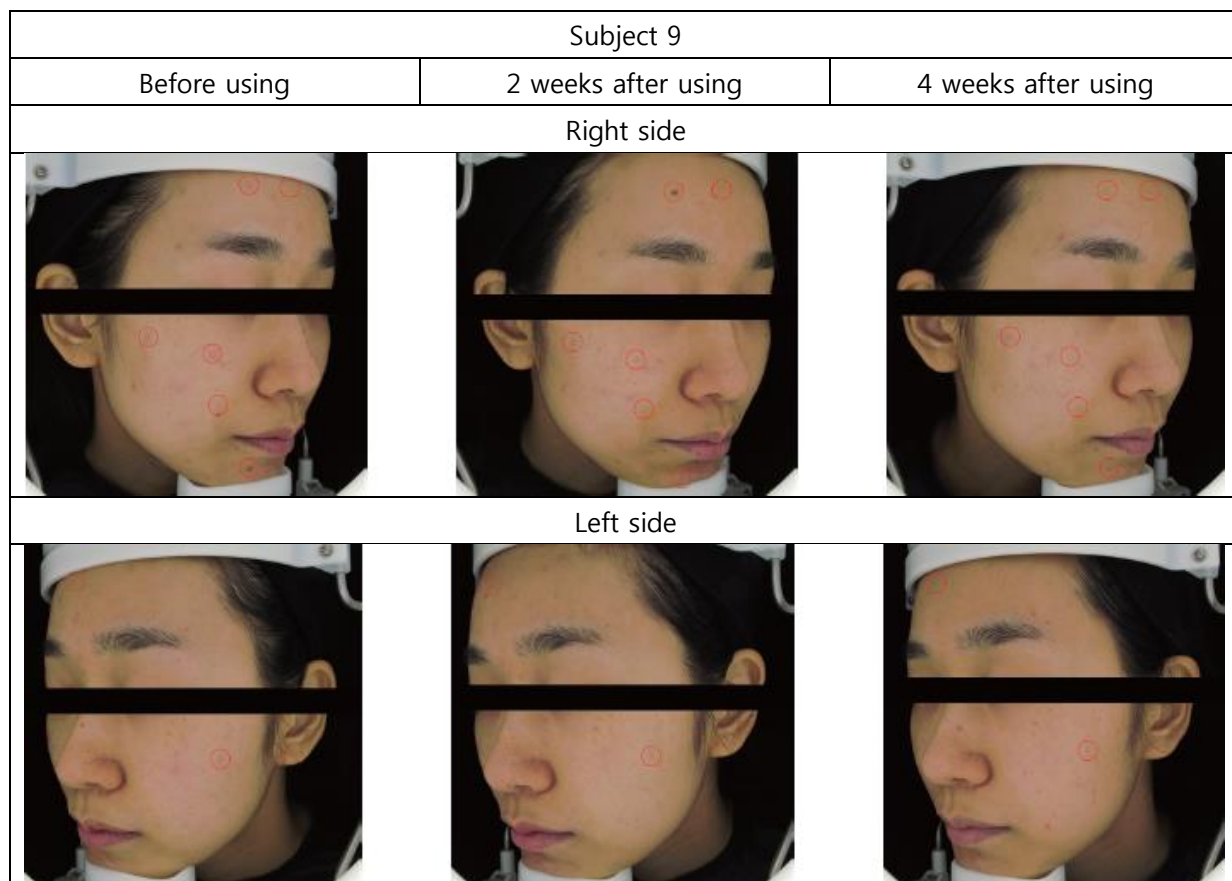 Subject 9
Before using
2 weeks after using
4 weeks after using
Right side
Left side